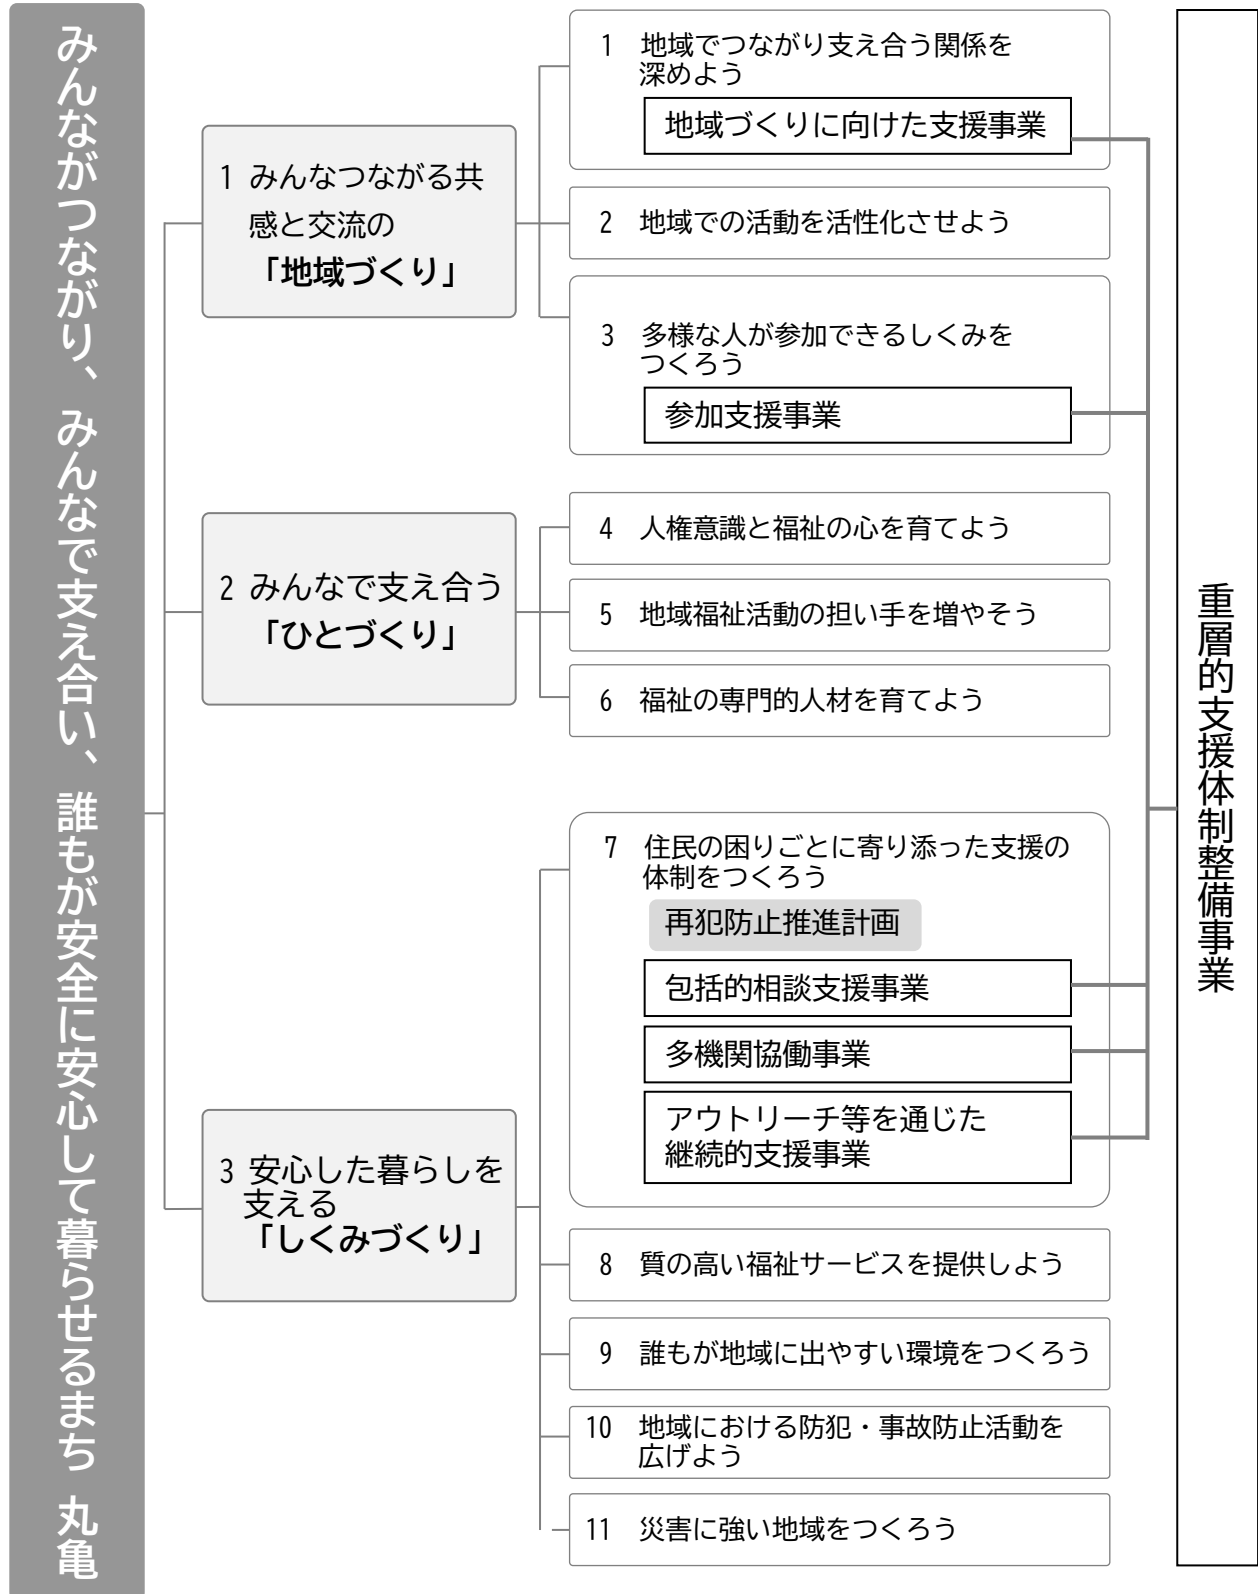 みんながつながり、みんなで支え合い、誰もが安全に安心して暮らせるまち 丸亀
1 みんなつながる共
感と交流の
「地域づくり」
1 地域でつながり支え合う関係を
深めよう
地域づくりに向けた支援事業
2 地域での活動を活性化させよう
3 多様な人が参加できるしくみを
つくろう
参加支援事業
2 みんなで支え合う
「ひとづくり」
4 人権意識と福祉の心を育てよう
5 地域福祉活動の担い手を増やそう
6 福祉の専門的人材を育てよう
3 安心した暮らしを
支える
「しくみづくり」
7 住民の困りごとに寄り添った支援の
体制をつくろう
再犯防止推進計画
包括的相談支援事業
多機関協働事業
アウトリーチ等を通じた
継続的支援事業
8 質の高い福祉サービスを提供しよう
9 誰もが地域に出やすい環境をつくろう
10 地域における防犯・事故防止活動を
広げよう
11 災害に強い地域をつくろう
重層的支援体制整備事業